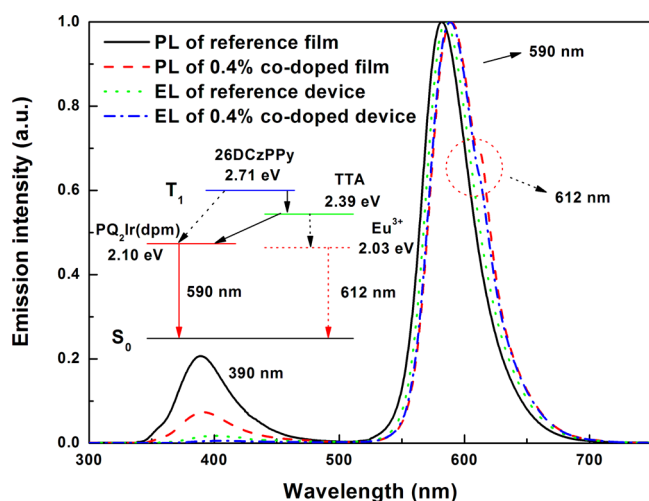 PL of reference film
PL of 0.4% co-doped film
EL of reference device
EL of 0.4% co-doped device
590 nm
612 nm
26DCzPPy
2.71 eV
T₁
TTA
2.39 eV
PQ₂Ir(dpm)
2.10 eV
Eu³⁺
2.03 eV
590 nm
612 nm
S₀
390 nm
Emission intensity (a.u.)
1.0
0.8
0.6
0.4
0.2
0.0
300 400 500 600 700
Wavelength (nm)